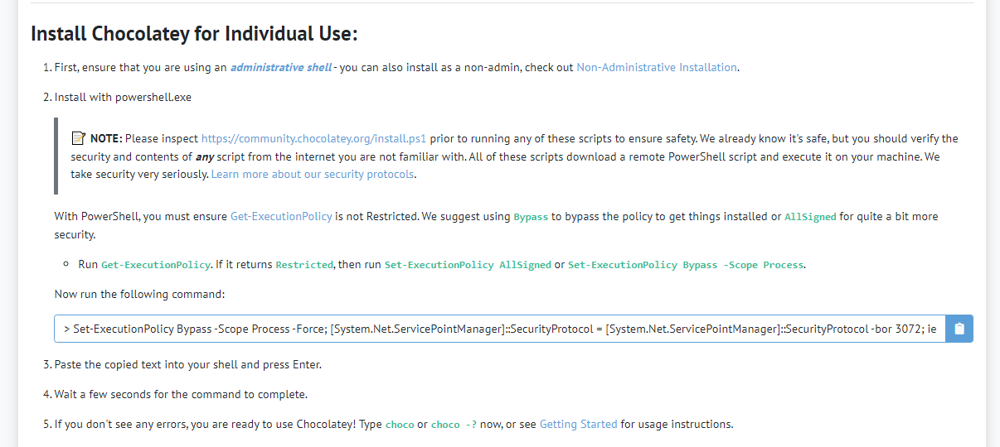 Install Chocolatey for Individual Use:
1. First, ensure that you are using an administrative shell - you can also install as a non-admin, check out Non-Administrative Installation.
2. Install with powershell.exe
📝 NOTE: Please inspect https://community.chocolatey.org/install.ps1 prior to running any of these scripts to ensure safety. We already know it's safe, but you should verify the
security and contents of any script from the internet you are not familiar with. All of these scripts download a remote PowerShell script and execute it on your machine. We
take security very seriously. Learn more about our security protocols.
With PowerShell, you must ensure Get-ExecutionPolicy is not Restricted. We suggest using Bypass to bypass the policy to get things installed or AllSigned for quite a bit more
security.
◦ Run Get-ExecutionPolicy. If it returns Restricted, then run Set-ExecutionPolicy AllSigned or Set-ExecutionPolicy Bypass -Scope Process.
Now run the following command:
> Set-ExecutionPolicy Bypass -Scope Process -Force; [System.Net.ServicePointManager]::SecurityProtocol = [System.Net.ServicePointManager]::SecurityProtocol -bor 3072; ie
3. Paste the copied text into your shell and press Enter.
4. Wait a few seconds for the command to complete.
5. If you don't see any errors, you are ready to use Chocolatey! Type choco or choco -? now, or see Getting Started for usage instructions.